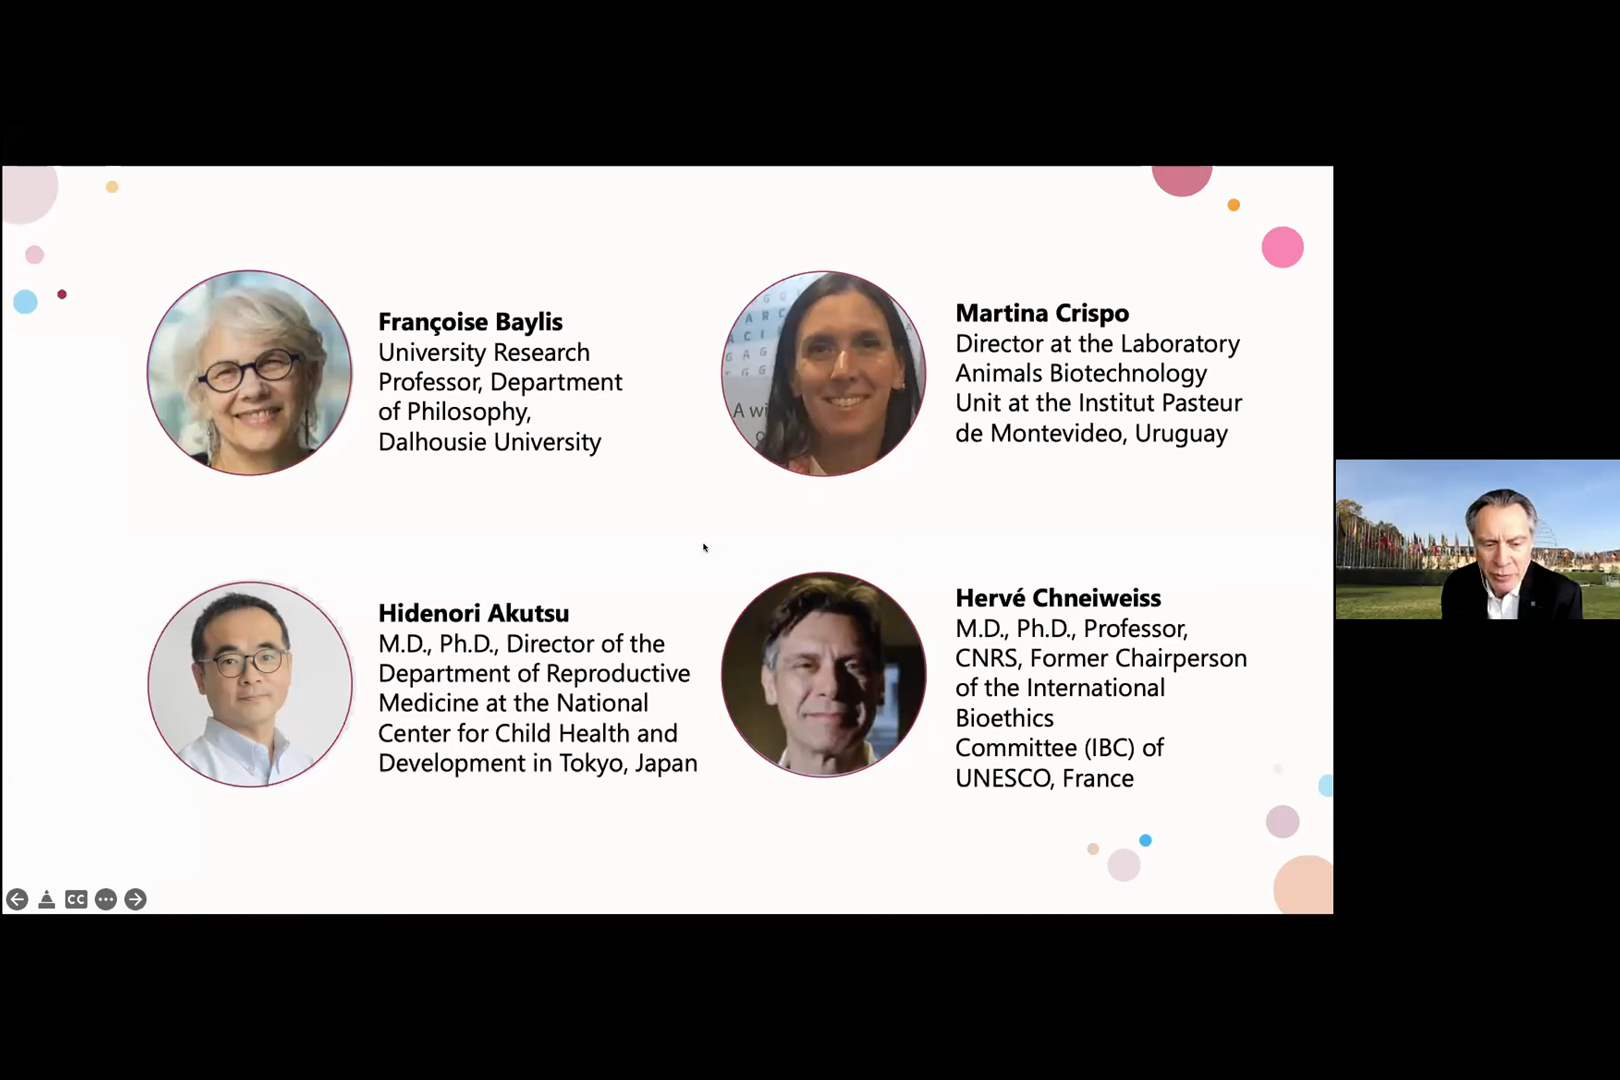 Françoise Baylis
University Research
Professor, Department
of Philosophy,
Dalhousie University
Martina Crispo
Director at the Laboratory
Animals Biotechnology
Unit at the Institut Pasteur
de Montevideo, Uruguay
A wi
Hidenori Akutsu
M.D., Ph.D., Director of the
Department of Reproductive
Medicine at the National
Center for Child Health and
Development in Tokyo, Japan
Hervé Chneiweiss
M.D., Ph.D., Professor,
CNRS, Former Chairperson
of the International
Bioethics
Committee (IBC) of
UNESCO, France
CC